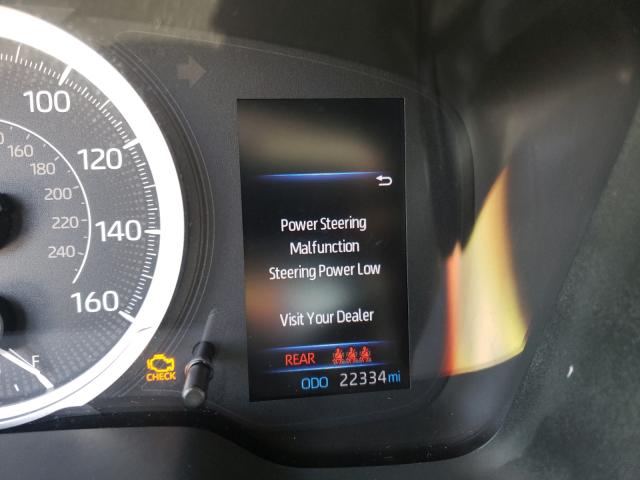 100
120
140
160
160
180
200
220
240
F
CHECK
Power Steering
Malfunction
Steering Power Low
Visit Your Dealer
REAR
ODO 22334 mi